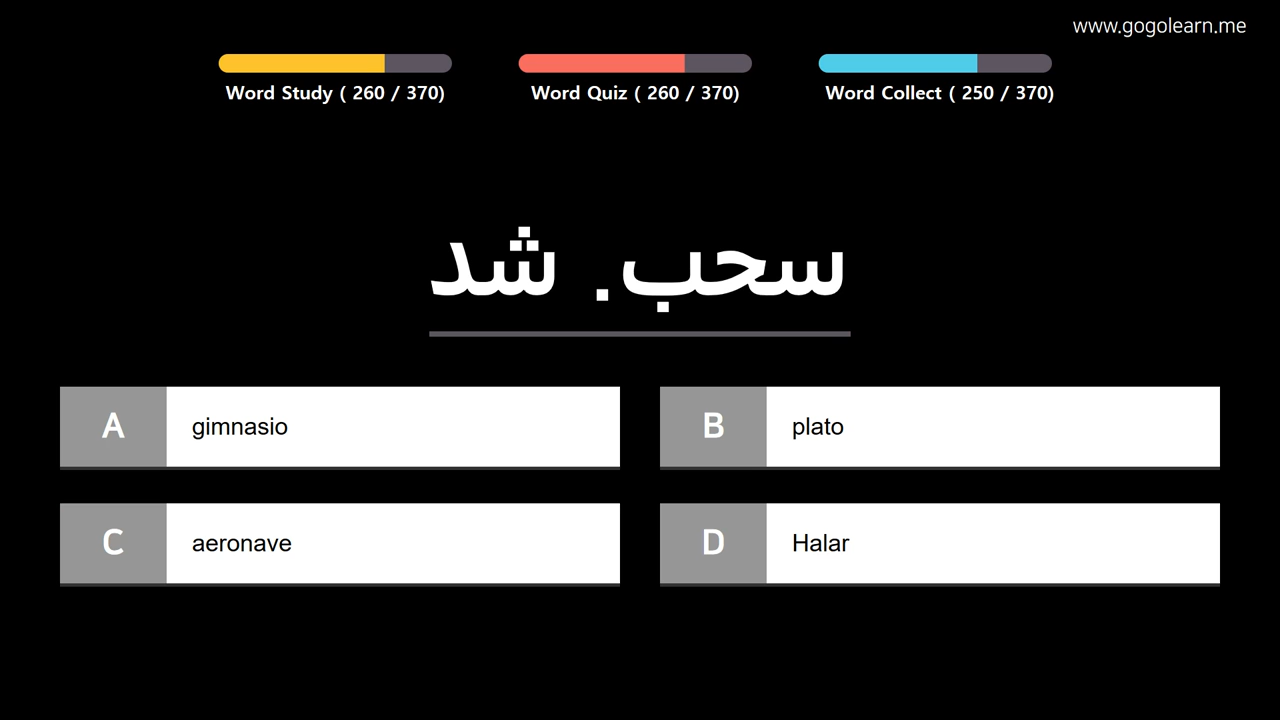 www.gogolearn.me
Word Study ( 260 / 370)
Word Quiz ( 260 / 370)
Word Collect ( 250 / 370)
سحب. شد
A gimnasio
B plato
C aeronave
D Halar